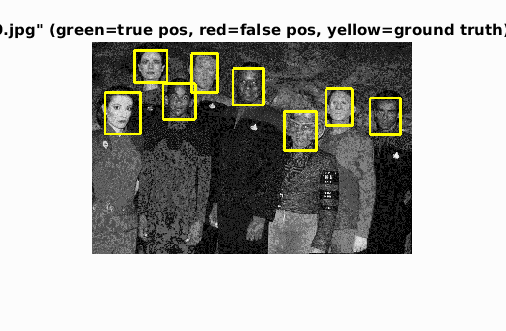 .jpg" (green=true pos, red=false pos, yellow=ground truth)